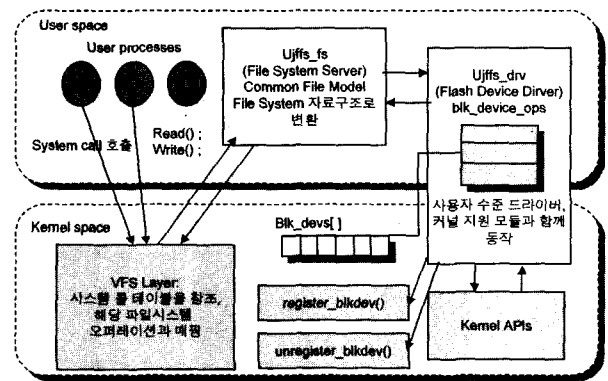 User space
User processes
System call 호출
Read() ;
Write() ;
Ujffs_fs
(File System Server)
Common File Model
File System 자료구조로
변환
Ujffs_drv
(Flash Device Dirver)
blk_device_ops
사용자 수준 드라이버,
커널 지원 모듈과 함께
동작
Kernel space
VFS Layer:
시스템 콜 테이블을 참조,
해당 파일시스템
오퍼레이션과 매핑
Blk_devs[ ]
register_blkdev()
unregister_blkdev()
Kernel APIs